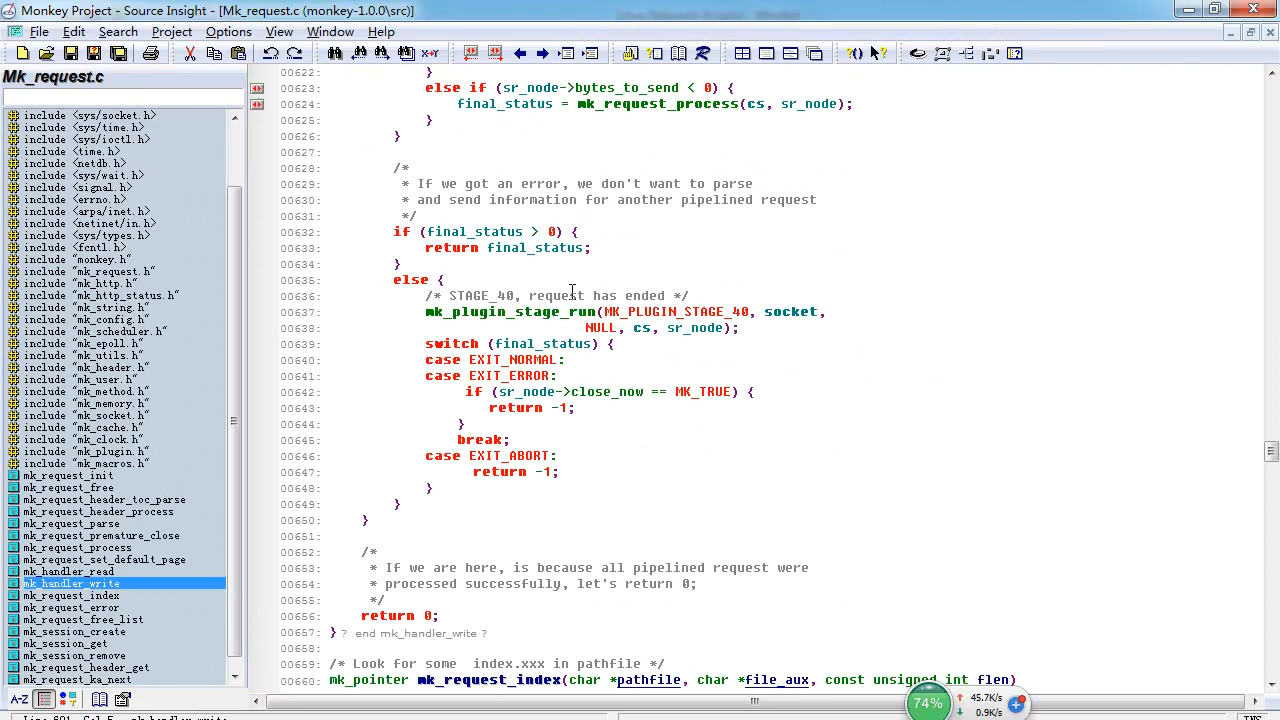 Monkey Project - Source Insight - [Mk_request.c (monkey-1.0.0\src)]
File Edit Search Project Options View Window Help
Mk_request.c
include <sys/socket.h>
include <sys/time.h>
include <sys/ioctl.h>
include <time.h>
include <netdb.h>
include <sys/wait.h>
include <signal.h>
include <errno.h>
include <arpa/inet.h>
include <netinet/in.h>
include <sys/types.h>
include <fcntl.h>
include "monkey.h"
include "mk_request.h"
include "mk_http.h"
include "mk_http_status.h"
include "mk_string.h"
include "mk_config.h"
include "mk_scheduler.h"
include "mk_epoll.h"
include "mk_utils.h"
include "mk_header.h"
include "mk_user.h"
include "mk_method.h"
include "mk_memory.h"
include "mk_socket.h"
include "mk_cache.h"
include "mk_clock.h"
include "mk_plugin.h"
include "mk_macros.h"
mk_request_init
mk_request_free
mk_request_header_toc_parse
mk_request_header_process
mk_request_parse
mk_request_premature_close
mk_request_process
mk_request_set_default_page
mk_handler_read
mk_handler_write
mk_request_index
mk_request_error
mk_request_free_list
mk_session_create
mk_session_get
mk_session_remove
mk_request_header_get
mk_request_ka_next
A-Z
00622: }
00623: else if (sr_node->bytes_to_send < 0) {
00624: final_status = mk_request_process(cs, sr_node);
00625: }
00626: }
00627:
00628: /*
00629: * If we got an error, we don't want to parse
00630: * and send information for another pipelined request
00631: */
00632: if (final_status > 0) {
00633: return final_status;
00634: }
00635: else {
00636: /* STAGE_40, request has ended */
00637: mk_plugin_stage_run(MK_PLUGIN_STAGE_40, socket,
00638: NULL, cs, sr_node);
00639: switch (final_status) {
00640: case EXIT_NORMAL:
00641: case EXIT_ERROR:
00642: if (sr_node->close_now == MK_TRUE) {
00643: return -1;
00644: }
00645: break;
00646: case EXIT_ABORT:
00647: return -1;
00648: }
00649: }
00650: }
00651:
00652: /*
00653: * If we are here, is because all pipelined request were
00654: * processed successfully, let's return 0;
00655: */
00656: return 0;
00657: } ? end mk_handler_write ?
00658:
00659: /* Look for some index.xxx in pathfile */
00660: mk_pointer mk_request_index(char *pathfile, char *file_aux, const unsigned int flen)
74%
45.7K/s
0.9K/s